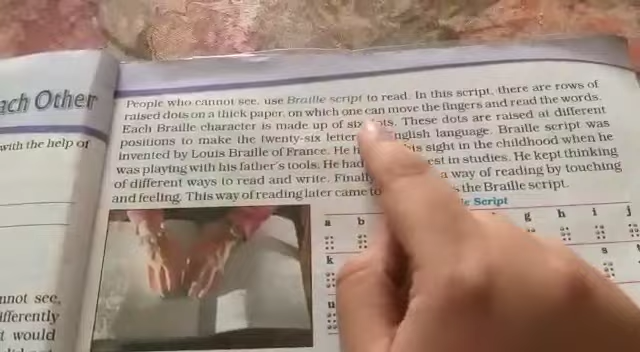 ach Other
with the help of
nnot see,
ifferently
t would
People who cannot see, use Braille script to read. In this script, there are rows of
raised dots on a thick paper, on which one can move the fingers and read the words.
Each Braille character is made up of six dots. These dots are raised at different
positions to make the twenty-six letter nglish language. Braille script was
invented by Louis Braille of France. He is sight in the childhood when he
was playing with his father's tools. He had est in studies. He kept thinking
of different ways to read and write. Finally a way of reading by touching
and feeling. This way of reading later came to the Braille script.
Script
a b g h i j
k s
u